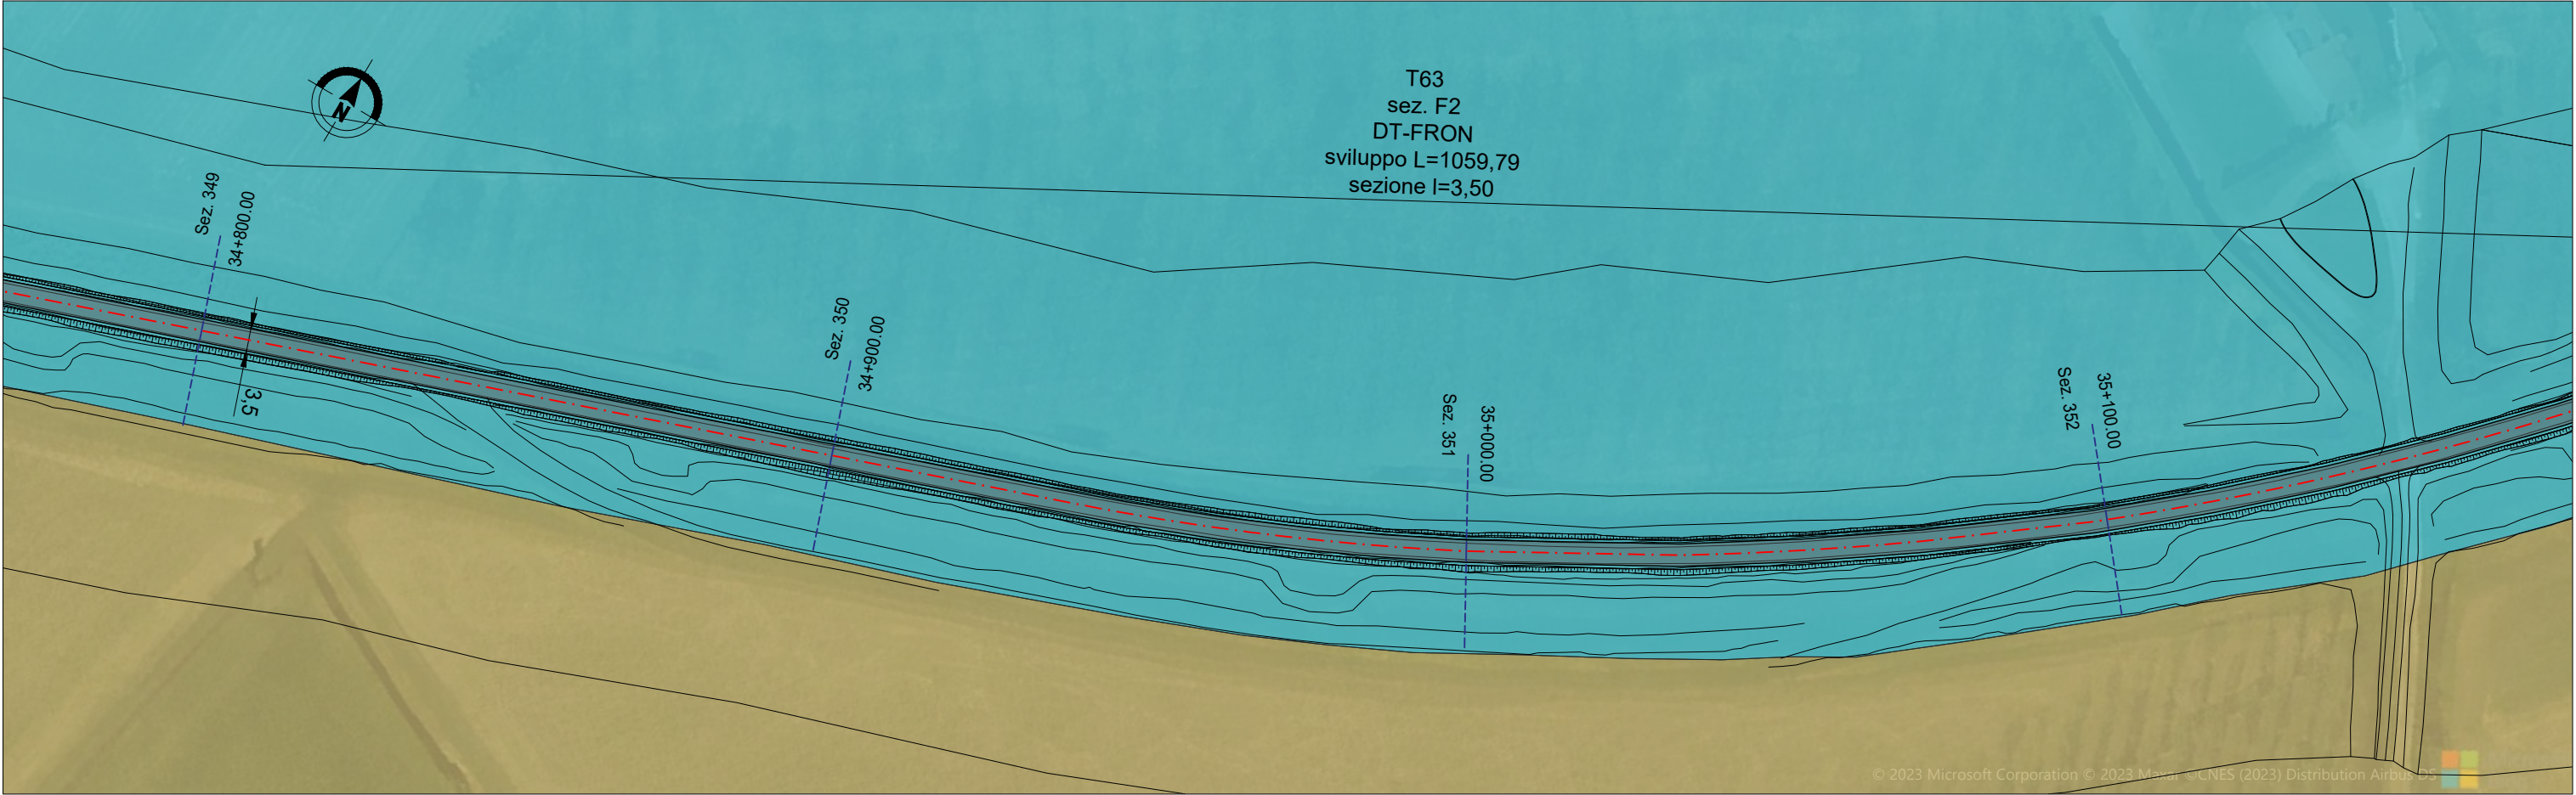 T63
sez. F2
DT-FRON
sviluppo L=1059,79
sezione l=3,50
N
Sez. 349
34+800.00
3,5
Sez. 350
34+900.00
Sez. 351
35+000.00
Sez. 352
35+100.00
© 2023 Microsoft Corporation © 2023 Maxar ©CNES (2023) Distribution Airbus DS